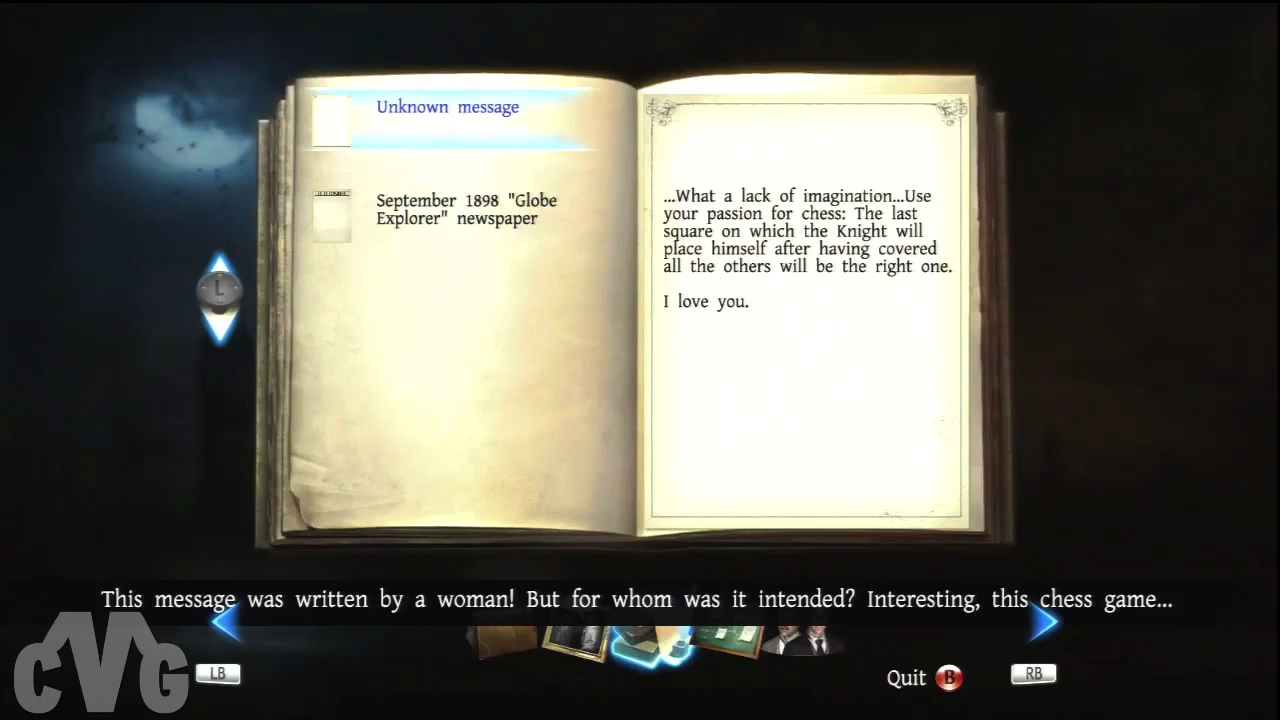 Unknown message
September 1898 "Globe
Explorer" newspaper
...What a lack of imagination...Use
your passion for chess: The last
square on which the Knight will
place himself after having covered
all the others will be the right one.
I love you.
L
This message was written by a woman! But for whom was it intended? Interesting, this chess game...
CVG
LB
Quit B
RB